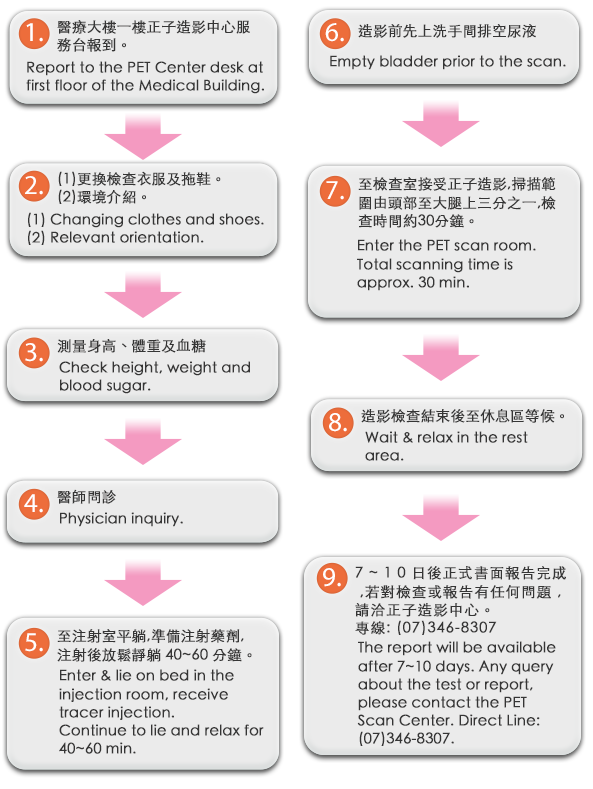 1.
醫療大樓一樓正子造影中心服
務台報到。
Report to the PET Center desk at
first floor of the Medical Building.
2.
(1)更換檢查衣服及拖鞋。
(2)環境介紹。
(1) Changing clothes and shoes.
(2) Relevant orientation.
3.
測量身高、體重及血糖
Check height, weight and
blood sugar.
4.
醫師問診
Physician inquiry.
5.
至注射室平躺,準備注射藥劑,
注射後放鬆靜躺 40~60 分鐘。
Enter & lie on bed in the
injection room, receive
tracer injection.
Continue to lie and relax for
40~60 min.
6.
造影前先上洗手間排空尿液
Empty bladder prior to the scan.
7.
至檢查室接受正子造影,掃描範
圍由頭部至大腿上三分之一,檢
查時間約30分鐘。
Enter the PET scan room.
Total scanning time is
approx. 30 min.
8.
造影檢查結束後至休息區等候。
Wait & relax in the rest
area.
9.
7 ~ 1 0 日後正式書面報告完成
,若對檢查或報告有任何問題，
請洽正子造影中心。
專線: (07)346-8307
The report will be available
after 7~10 days. Any query
about the test or report,
please contact the PET
Scan Center. Direct Line:
(07)346-8307.